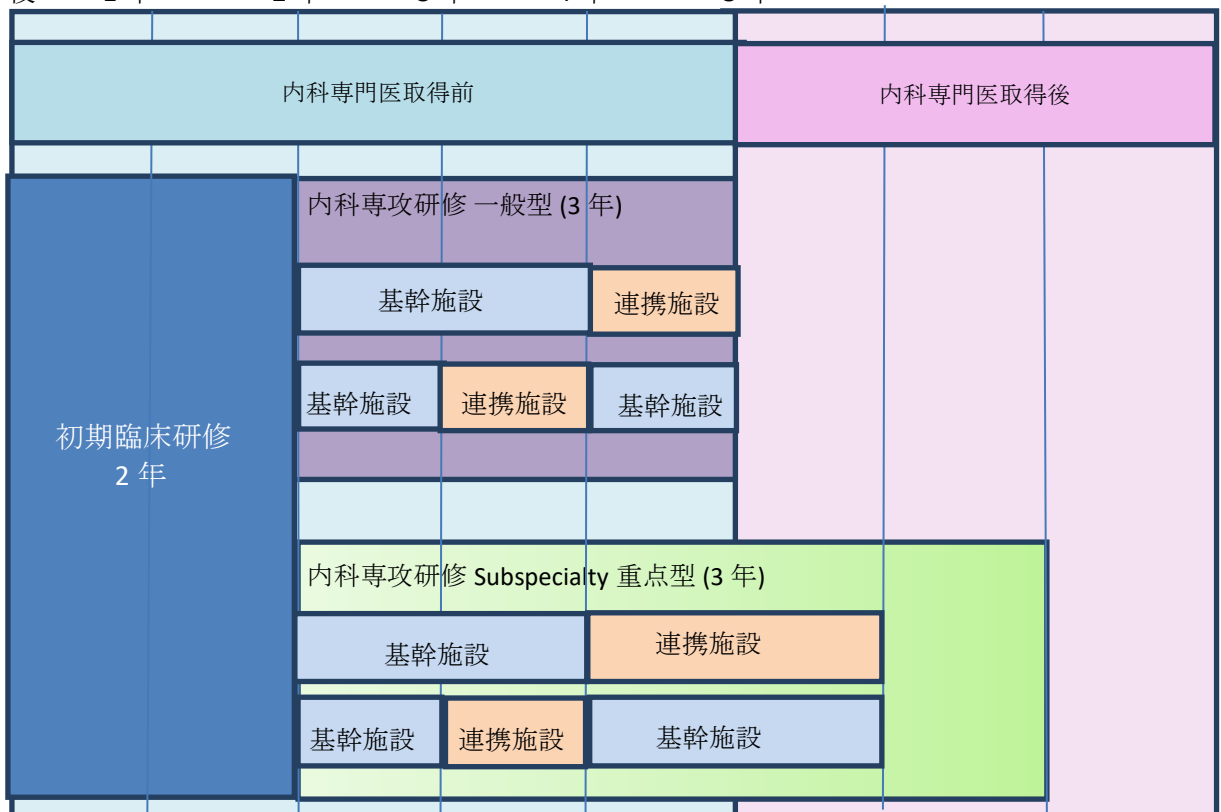 内科専門医取得前
内科専門医取得後
内科専攻研修 一般型 (3 年)
基幹施設
連携施設
基幹施設
連携施設
基幹施設
初期臨床研修
2 年
内科専攻研修 Subspecialty 重点型 (3 年)
基幹施設
連携施設
基幹施設
連携施設
基幹施設